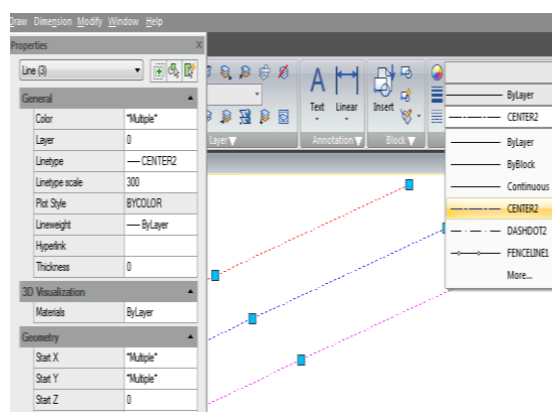 Draw Dimension Modify Window Help
Properties X
Line (3)
General
Color *Multiple*
Layer 0
Linetype CENTER2
Linetype scale 300
Plot Style BYCOLOR
Lineweight ByLayer
Hyperlink
Thickness 0
3D Visualization
Materials ByLayer
Geometry
Start X *Multiple*
Start Y *Multiple*
Start Z 0
Layer
A
Text
Linear
Annotation
Insert
Block
ByLayer
CENTER2
ByLayer
ByBlock
Continuous
CENTER2
DASHDOT2
FENCELINE1
More...